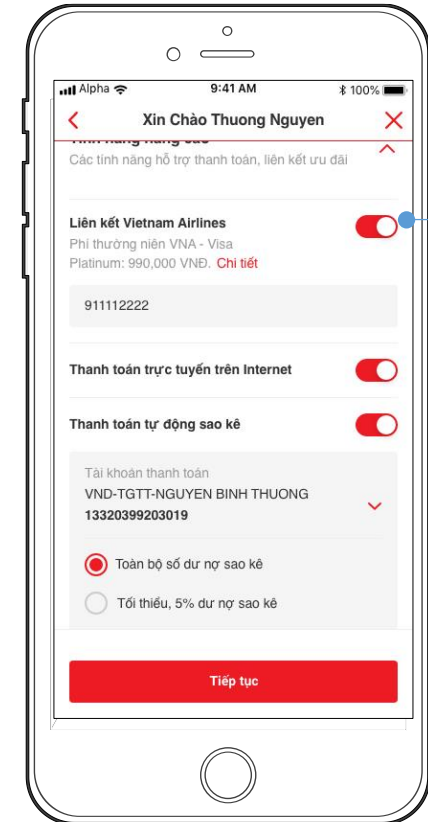 Alpha 9:41 AM 100%
Xin Chào Thuong Nguyen
Các tính năng hỗ trợ thanh toán, liên kết ưu đãi
Liên kết Vietnam Airlines
Phí thường niên VNA - Visa
Platinum: 990,000 VNĐ. Chi tiết
911112222
Thanh toán trực tuyến trên Internet
Thanh toán tự động sao kê
Tài khoản thanh toán
VND-TGTT-NGUYEN BINH THUONG
13320399203019
Toàn bộ số dư nợ sao kê
Tối thiểu, 5% dư nợ sao kê
Tiếp tục